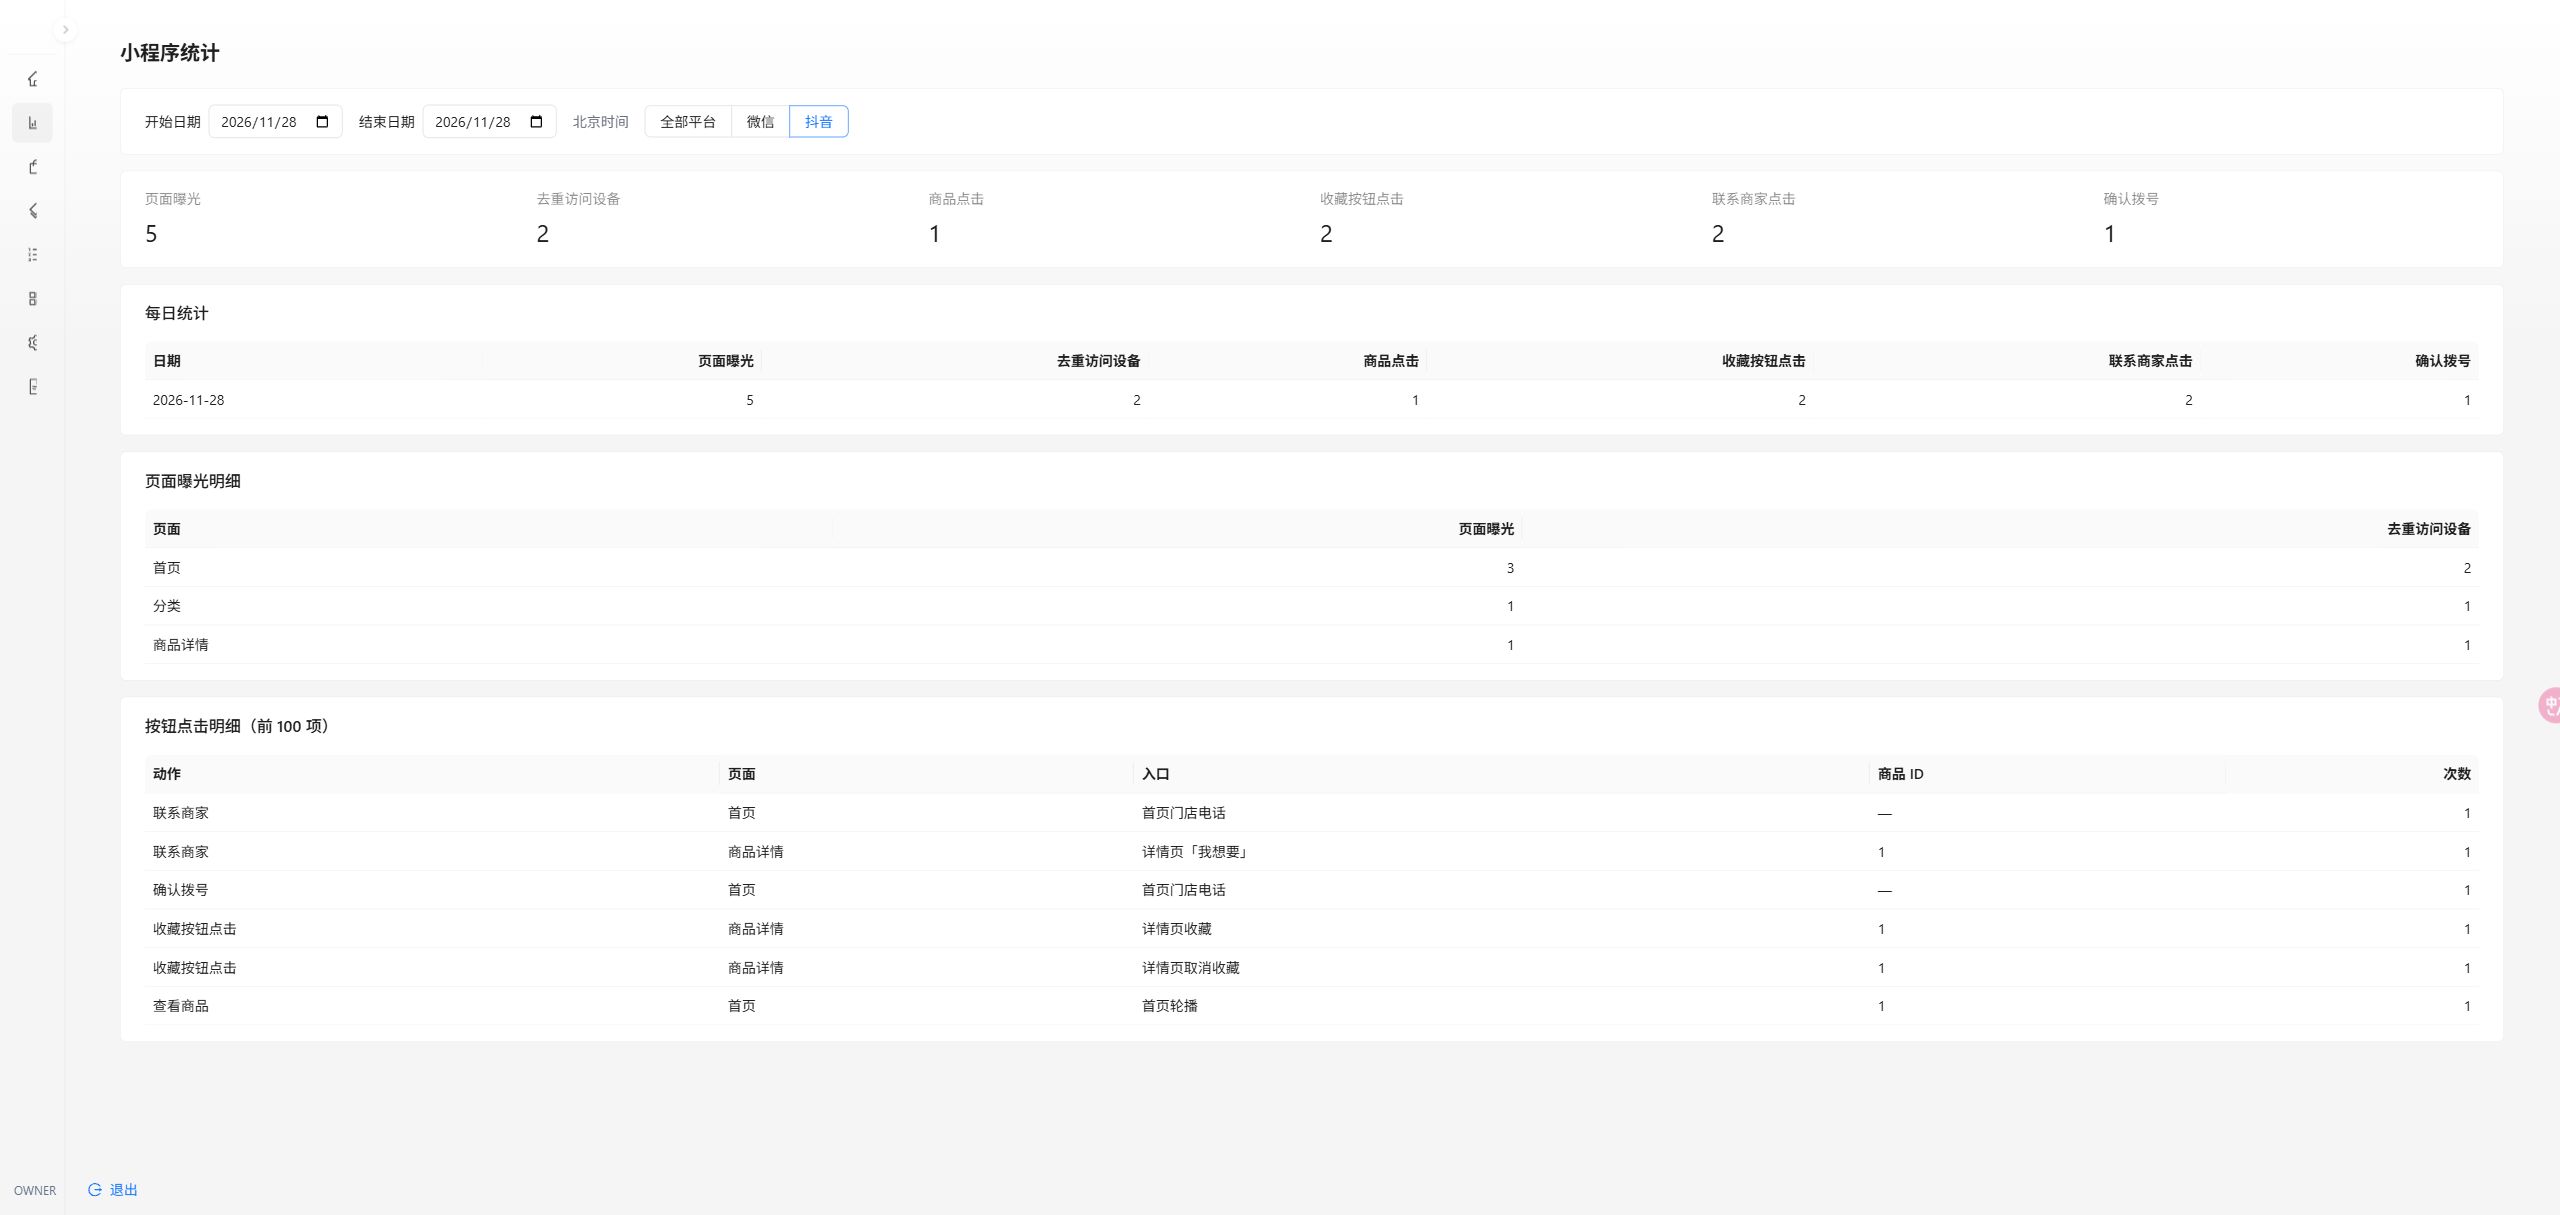 小程序统计
开始日期 2026/11/28 结束日期 2026/11/28 北京时间 全部平台 微信 抖音
页面曝光 去重访问设备 商品点击 收藏按钮点击 联系商家点击 确认拨号
5 2 1 2 2 1
每日统计
日期 页面曝光 去重访问设备 商品点击 收藏按钮点击 联系商家点击 确认拨号
2026-11-28 5 2 1 2 2 1
页面曝光明细
页面 页面曝光 去重访问设备
首页 3 2
分类 1 1
商品详情 1 1
按钮点击明细（前 100 项）
动作 页面 入口 商品 ID 次数
联系商家 首页 首页门店电话 — 1
联系商家 商品详情 详情页「我想要」 1 1
确认拨号 首页 首页门店电话 — 1
收藏按钮点击 商品详情 详情页收藏 1 1
收藏按钮点击 商品详情 详情页取消收藏 1 1
查看商品 首页 首页轮播 1 1
OWNER 退出